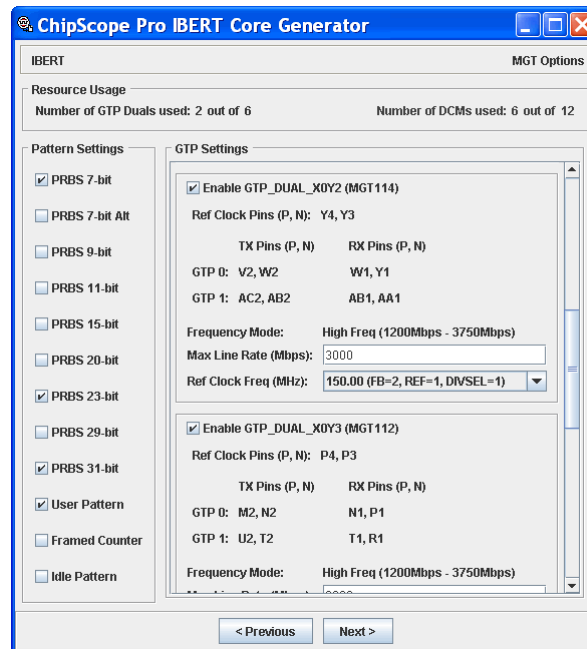 ChipScope Pro IBERT Core Generator
IBERT MGT Options
Resource Usage
Number of GTP Duals used: 2 out of 6 Number of DCMs used: 6 out of 12
Pattern Settings
PRBS 7-bit
PRBS 7-bit Alt
PRBS 9-bit
PRBS 11-bit
PRBS 15-bit
PRBS 20-bit
PRBS 23-bit
PRBS 29-bit
PRBS 31-bit
User Pattern
Framed Counter
Idle Pattern
GTP Settings
Enable GTP_DUAL_X0Y2 (MGT114)
Ref Clock Pins (P, N): Y4, Y3
TX Pins (P, N) RX Pins (P, N)
GTP 0: V2, W2 W1, Y1
GTP 1: AC2, AB2 AB1, AA1
Frequency Mode: High Freq (1200Mbps - 3750Mbps)
Max Line Rate (Mbps): 3000
Ref Clock Freq (MHz): 150.00 (FB=2, REF=1, DIVSEL=1)
Enable GTP_DUAL_X0Y3 (MGT112)
Ref Clock Pins (P, N): P4, P3
TX Pins (P, N) RX Pins (P, N)
GTP 0: M2, N2 N1, P1
GTP 1: U2, T2 T1, R1
Frequency Mode: High Freq (1200Mbps - 3750Mbps)
< Previous Next >